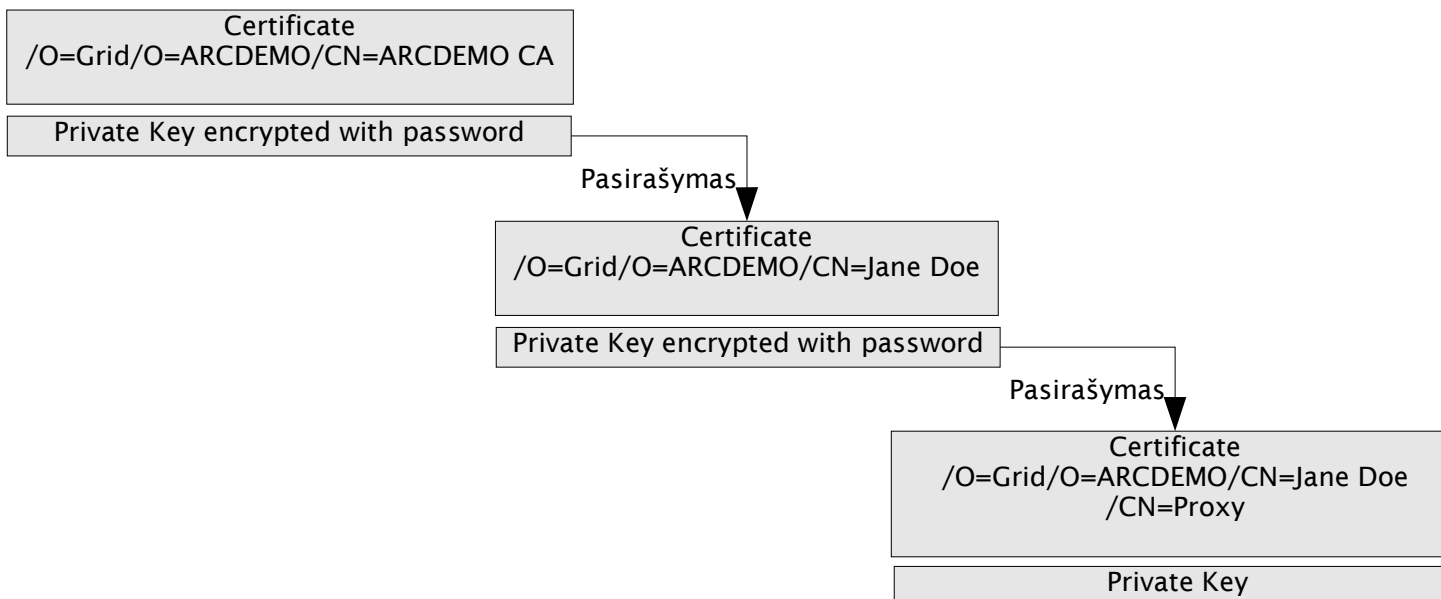 Certificate
/O=Grid/O=ARCDEMO/CN=ARCDEMO CA
Private Key encrypted with password
Pasirašymas
Certificate
/O=Grid/O=ARCDEMO/CN=Jane Doe
Private Key encrypted with password
Pasirašymas
Certificate
/O=Grid/O=ARCDEMO/CN=Jane Doe
/CN=Proxy
Private Key